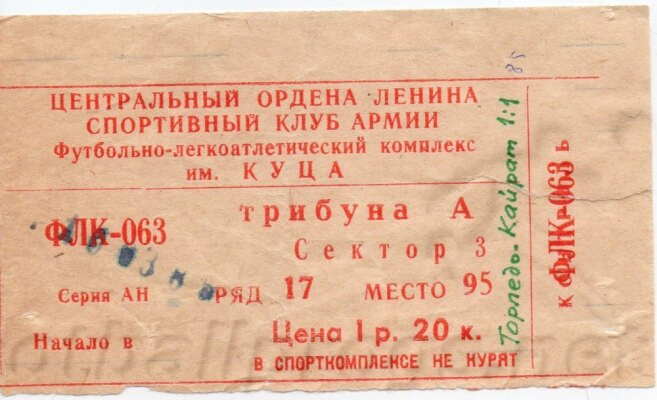 ЦЕНТРАЛЬНЫЙ ОРДЕНА ЛЕНИНА
СПОРТИВНЫЙ КЛУБ АРМИИ
Футбольно-легкоатлетический комплекс
им. КУЦА
ФЛК-063
трибуна А
Сектор 3
Серия АН
РЯД 17 МЕСТО 95
Начало в
Цена 1 р. 20 к.
В СПОРТКОМПЛЕКСЕ НЕ КУРЯТ
Торпедо-Кайрат 1:1
85
ФЛК-063